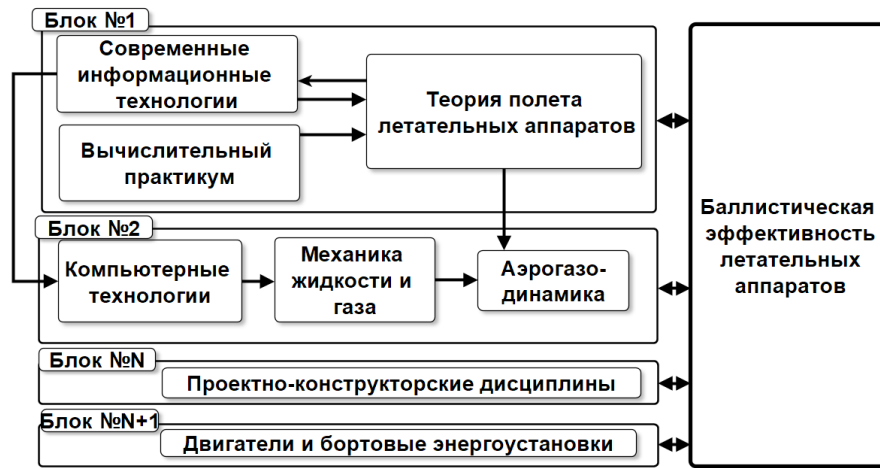 Блок №1
Современные
информационные
технологии
Вычислительный
практикум
Теория полета
летательных аппаратов
Блок №2
Компьютерные
технологии
Механика
жидкости и
газа
Аэрогазо-
динамика
Блок №N
Проектно-конструкторские дисциплины
Блок №N+1
Двигатели и бортовые энергоустановки
Баллистическая
эффективность
летательных
аппаратов